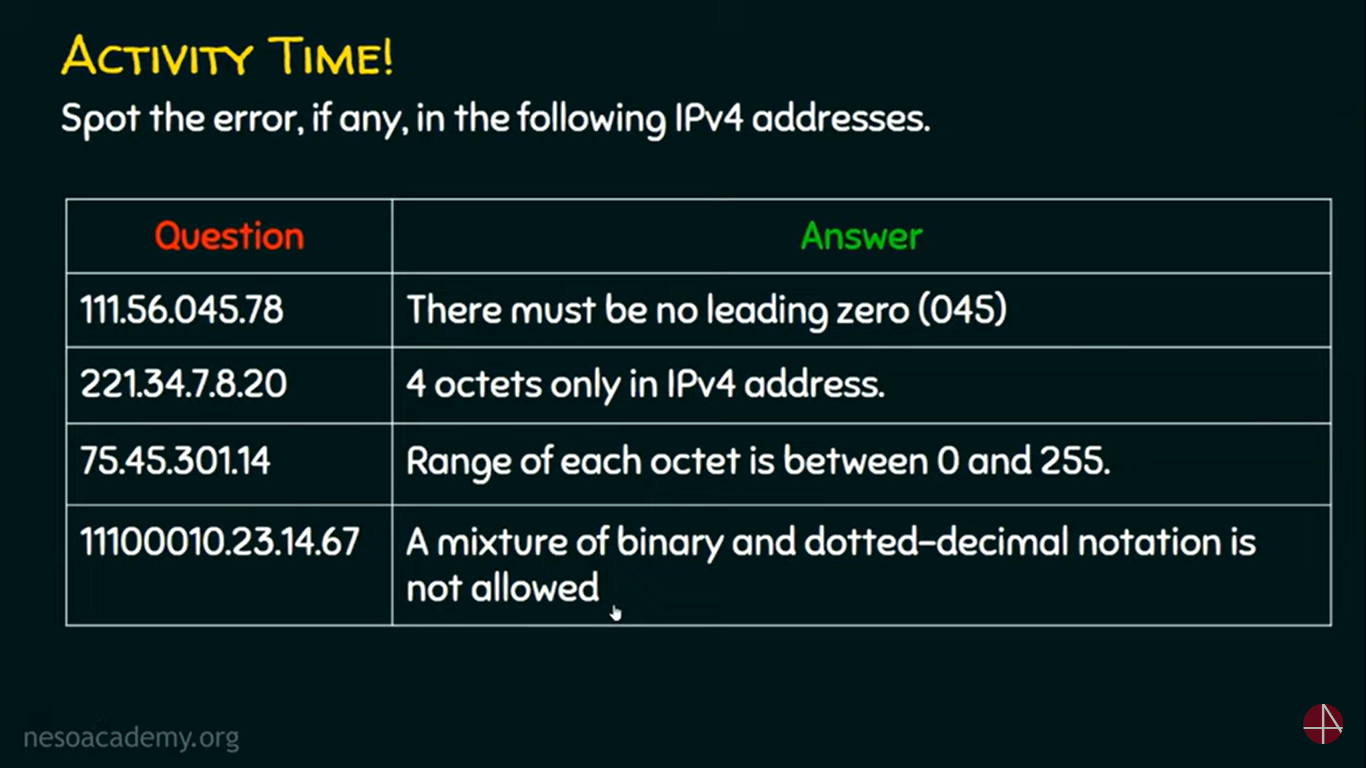 ACTIVITY TIME!
Spot the error, if any, in the following IPv4 addresses.
Question
Answer
111.56.045.78
There must be no leading zero (045)
221.34.7.8.20
4 octets only in IPv4 address.
75.45.301.14
Range of each octet is between 0 and 255.
11100010.23.14.67
A mixture of binary and dotted-decimal notation is
not allowed
nesoacademy.org